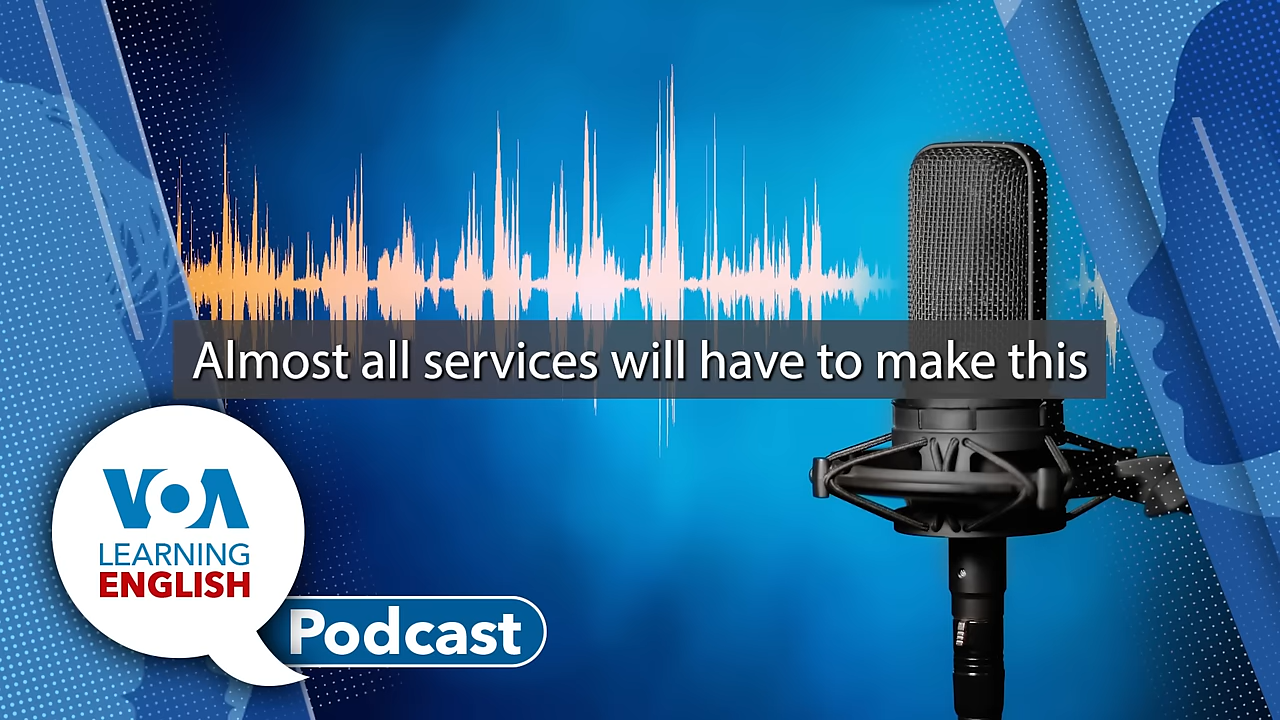 Almost all services will have to make this
VOA
LEARNING
ENGLISH
Podcast